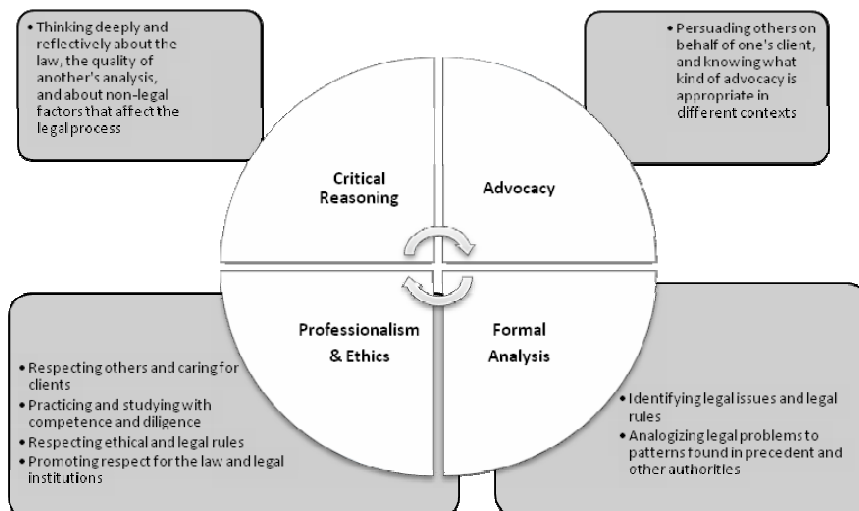 • Thinking deeply and
reflectively about the
law, the quality of
another's analysis,
and about non-legal
factors that affect the
legal process
• Persuading others on
behalf of one's client,
and knowing what
kind of advocacy is
appropriate in
different contexts
Critical
Reasoning
Advocacy
Professionalism
& Ethics
Formal
Analysis
• Respecting others and caring for
clients
• Practicing and studying with
competence and diligence
• Respecting ethical and legal rules
• Promoting respect for the law and legal
institutions
• Identifying legal issues and legal
rules
• Analogizing legal problems to
patterns found in precedent and
other authorities